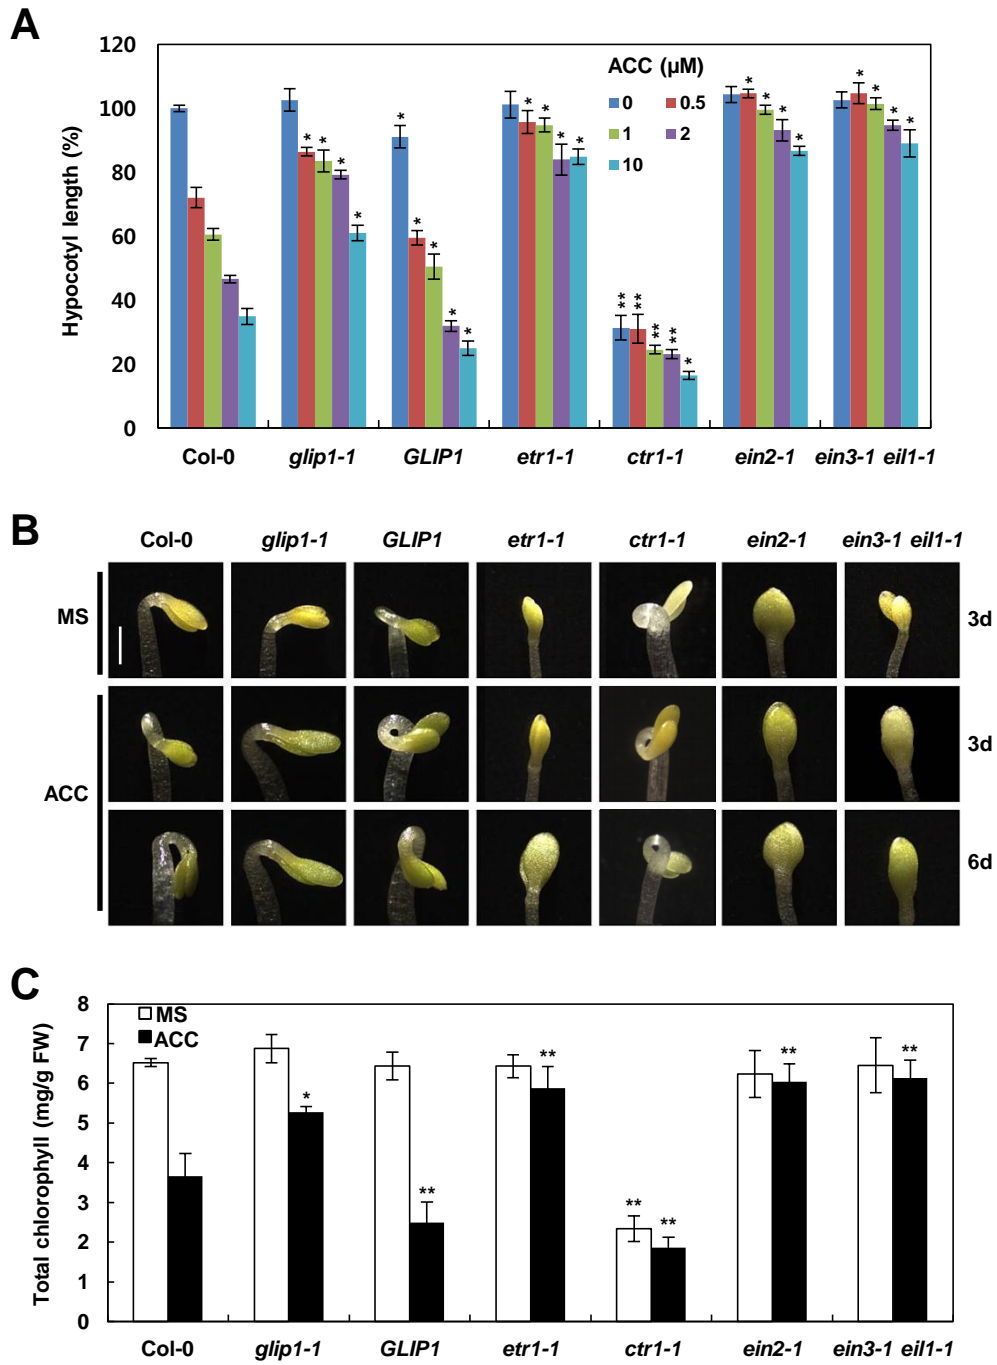 A
Hypocotyl length (%)
120
100
80
60
40
20
0
ACC (µM)
0 0.5
1 2
10
* * * * * * * * * * * * * ** ** ** ** * * * * * * * * *
Col-0 glip1-1 GLIP1 etr1-1 ctr1-1 ein2-1 ein3-1 eil1-1
B
Col-0 glip1-1 GLIP1 etr1-1 ctr1-1 ein2-1 ein3-1 eil1-1
MS 3d
ACC 3d
6d
C
Total chlorophyll (mg/g FW)
8
7
6
5
4
3
2
1
0
MS
ACC
* ** ** ** ** ** **
Col-0 glip1-1 GLIP1 etr1-1 ctr1-1 ein2-1 ein3-1 eil1-1